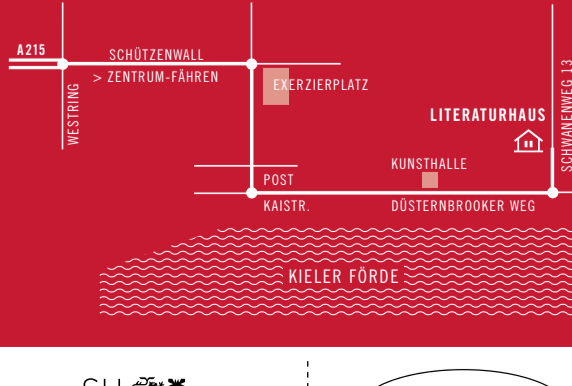 A215
SCHÜTZENWALL
> ZENTRUM-FÄHREN
WESTRING
EXERZIERPLATZ
LITERATURHAUS
SCHWANENWEG 13
KUNSTHALLE
POST
KAISTR.
DÜSTERNBROOKER WEG
KIELER FÖRDE